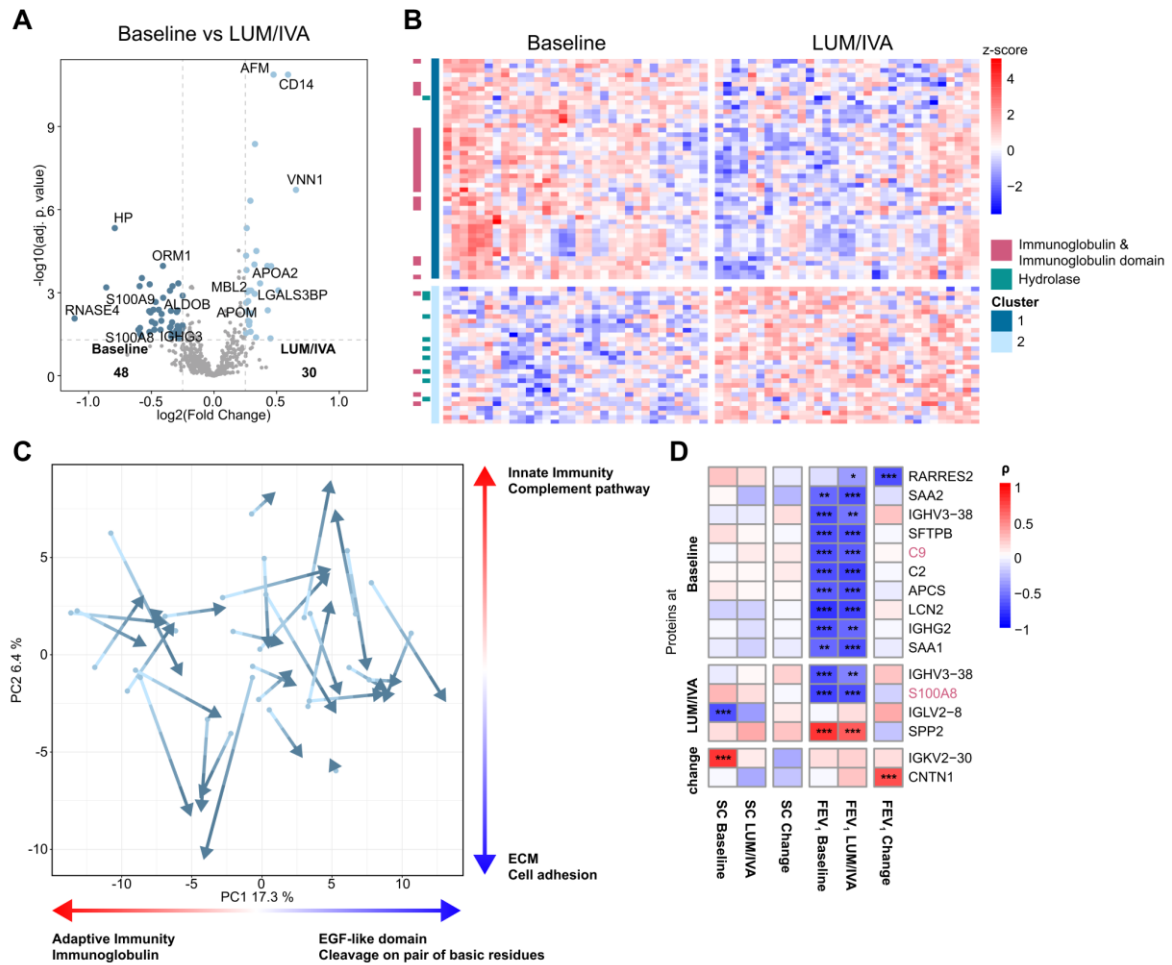 A
Baseline vs LUM/IVA
-log10(adj. p. value)
9
6
3
0
AFM
CD14
VNN1
HP
ORM1
APOA2
MBL2
S100A9
ALDOB
LGALS3BP
RNASE4
APOM
S100A8
IGHG3
Baseline
48
LUM/IVA
30
-1.0
-0.5
0.0
0.5
1.0
log2(Fold Change)
B
Baseline
LUM/IVA
z-score
4
2
0
−2
Immunoglobulin &
Immunoglobulin domain
Hydrolase
Cluster
1
2
C
PC2 6.4 %
5
0
-5
-10
-10
-5
0
5
10
PC1 17.3 %
Innate Immunity
Complement pathway
ECM
Cell adhesion
Adaptive Immunity
Immunoglobulin
EGF-like domain
Cleavage on pair of basic residues
D
Proteins at
Baseline
LUM/IVA
change
* *** RARRES2
** *** SAA2
*** ** IGHV3−38
*** *** SFTPB
*** *** C9
*** *** C2
*** *** APCS
*** *** LCN2
*** ** IGHG2
** *** SAA1
*** ** IGHV3−38
*** *** S100A8
*** IGLV2−8
*** *** SPP2
*** IGKV2−30
*** CNTN1
SC Baseline
SC LUM/IVA
SC Change
FEV, Baseline
FEV, LUM/IVA
FEV, Change
ρ
1
0.5
0
−0.5
−1